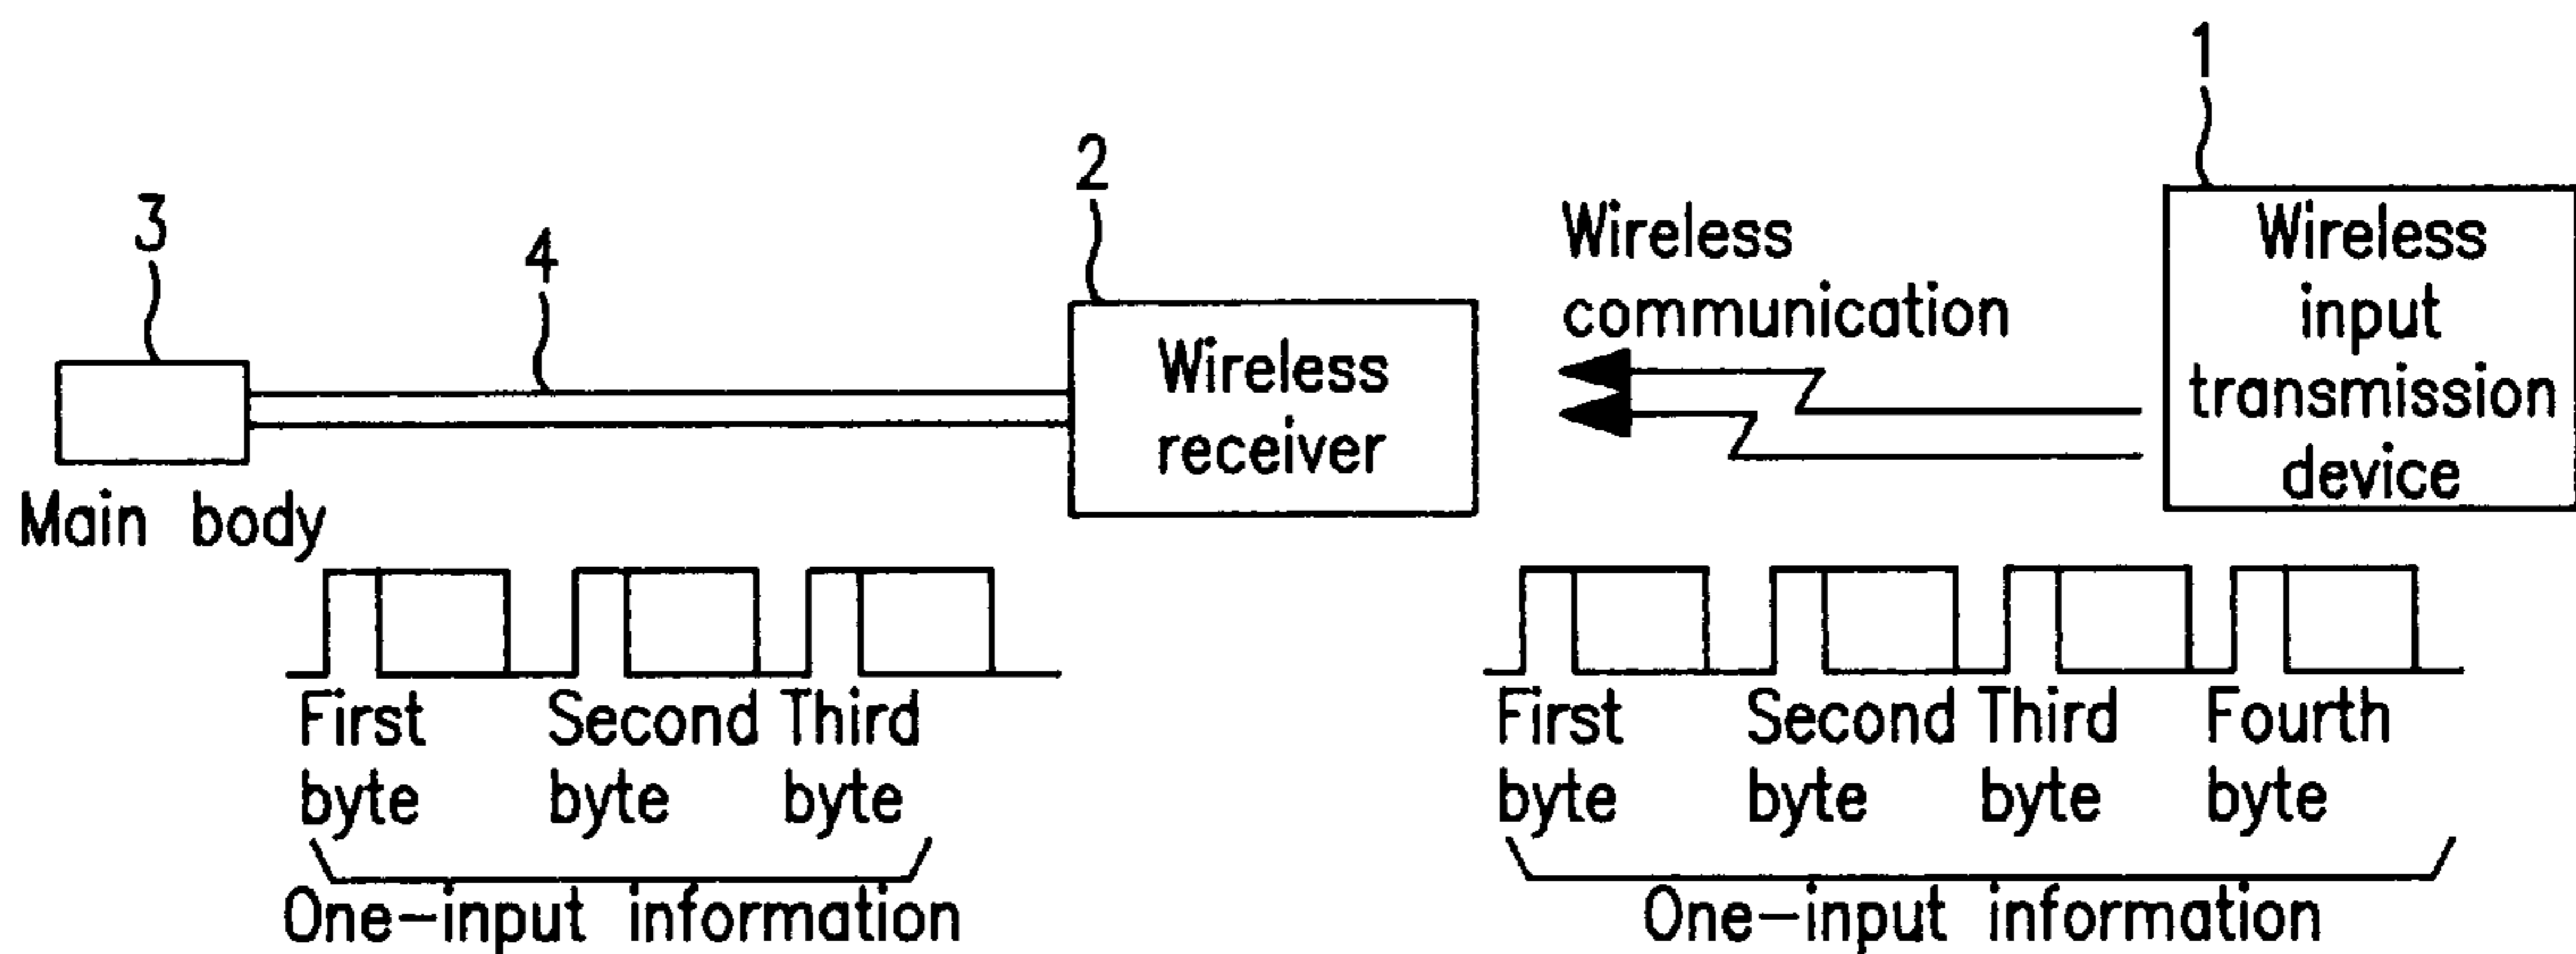 1
2
3
4
Wireless
communication
Wireless
input
transmission
device
Wireless
receiver
Main body
First
byte
Second
byte
Third
byte
One-input information
First
byte
Second
byte
Third
byte
Fourth
byte
One-input information